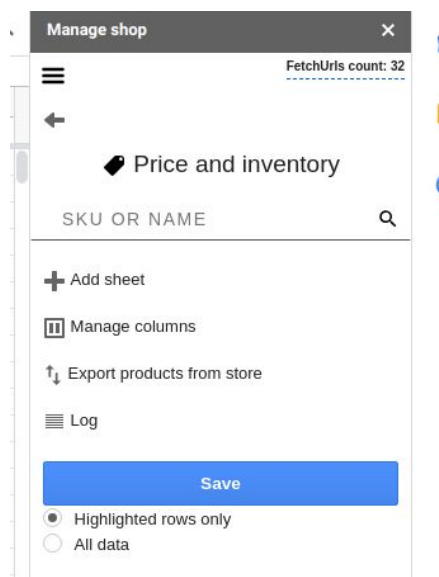 Manage shop
FetchUrls count: 32
Price and inventory
SKU OR NAME
Add sheet
Manage columns
Export products from store
Log
Save
Highlighted rows only
All data